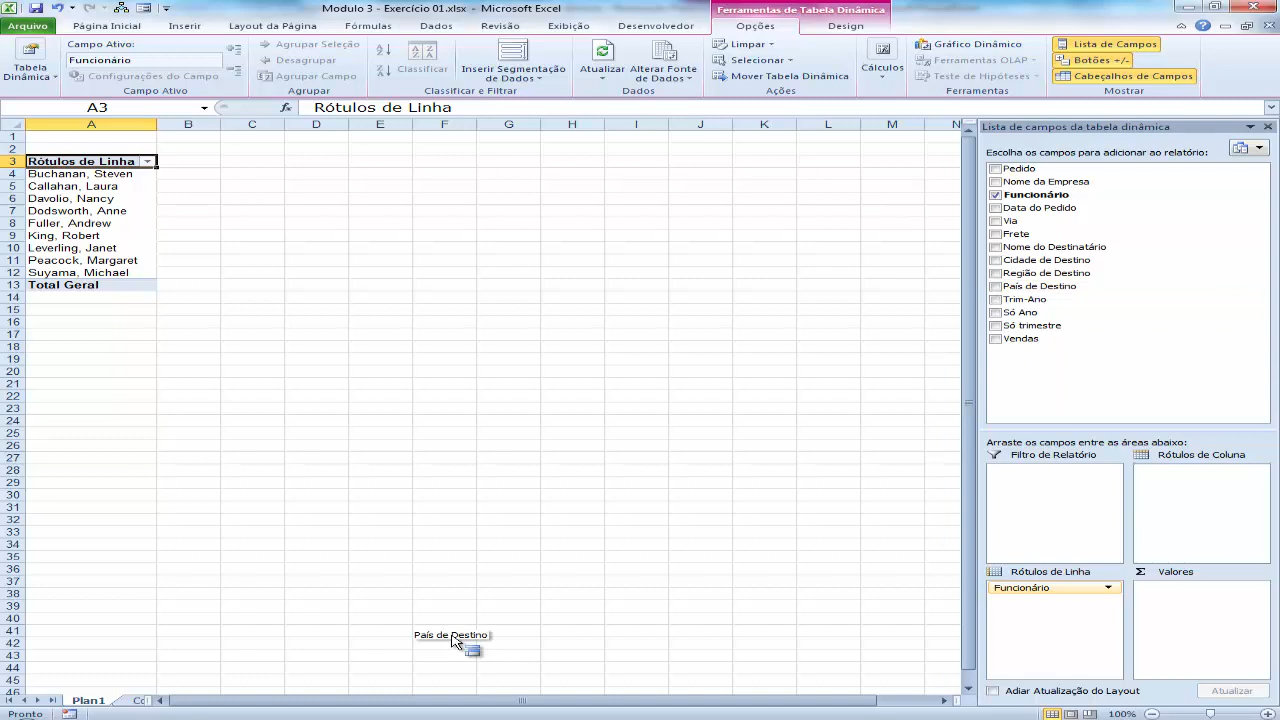 Modulo 3 - Exercício 01.xlsx - Microsoft Excel
Ferramentas de Tabela Dinâmica
Arquivo Página Inicial Inserir Layout da Página Fórmulas Revisão Exibição Desenvolvedor Opções Design
Tabela Dinâmica
Campo Ativo:
Funcionário
Configurações do Campo
Campo Ativo
Agrupar Seleção
Desagrupar
Agrupar Campo
Agrupar
Classificar
Inserir Segmentação de Dados
Classificar e Filtrar
Atualizar
Alterar Fonte de Dados
Dados
Limpar
Selecionar
Mover Tabela Dinâmica
Ações
Cálculos
Gráfico Dinâmico
Ferramentas OLAP
Teste de Hipóteses
Ferramentas
Lista de Campos
Botões +/-
Cabeçalhos de Campos
Mostrar
A3 fx Rótulos de Linha
A B C D E F G H I J K L M N
1
2
3 Rótulos de Linha
4 Buchanan, Steven
5 Callahan, Laura
6 Davolio, Nancy
7 Dodsworth, Anne
8 Fuller, Andrew
9 King, Robert
10 Leverling, Janet
11 Peacock, Margaret
12 Suyama, Michael
13 Total Geral
14
15
16
17
18
19
20
21
22
23
24
25
26
27
28
29
30
31
32
33
34
35
36
37
38
39
40
41
42
43
44
45
46
País de Destino
Lista de campos da tabela dinâmica
Escolha os campos para adicionar ao relatório:
Pedido
Nome da Empresa
Funcionário
Data do Pedido
Via
Frete
Nome do Destinatário
Cidade de Destino
Região de Destino
País de Destino
Trim-Ano
Só Ano
Só trimestre
Vendas
Arraste os campos entre as áreas abaixo:
Filtro de Relatório
Rótulos de Coluna
Rótulos de Linha
Σ Valores
Funcionário
Adiar Atualização do Layout
Atualizar
Plan1
Pronto
100%